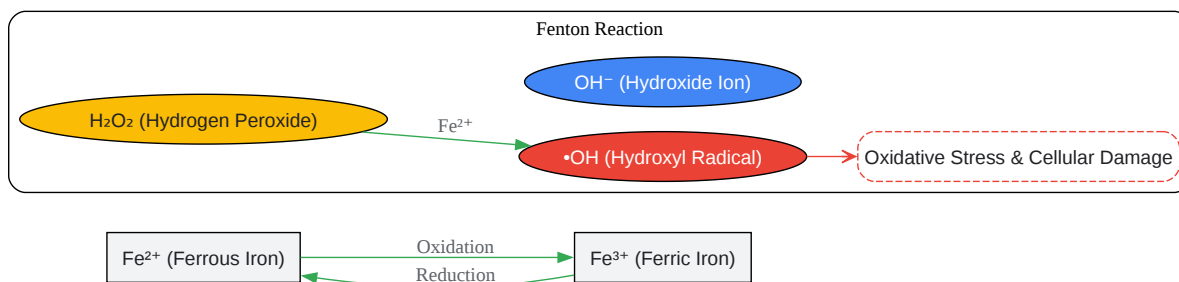 Fenton Reaction
OH⁻ (Hydroxide Ion)
H₂O₂ (Hydrogen Peroxide)
Fe²⁺
•OH (Hydroxyl Radical)
Oxidative Stress & Cellular Damage
Fe²⁺ (Ferrous Iron)
Oxidation
Fe³⁺ (Ferric Iron)
Reduction